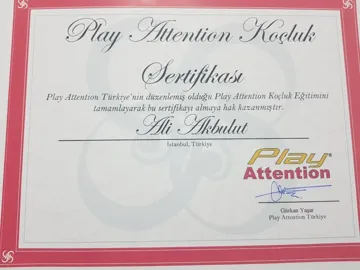 Play Attention Koçluk
Sertifikası
Play Attention Türkiye'nin düzenlemiş olduğu Play Attention Koçluk Eğitimini
tamamlayarak bu sertifikayı almaya hak kazanmıştır.
Ali Akbulut
İstanbul, Türkiye
Play
Attention
Gürkan Yaşar
Play Attention Türkiye